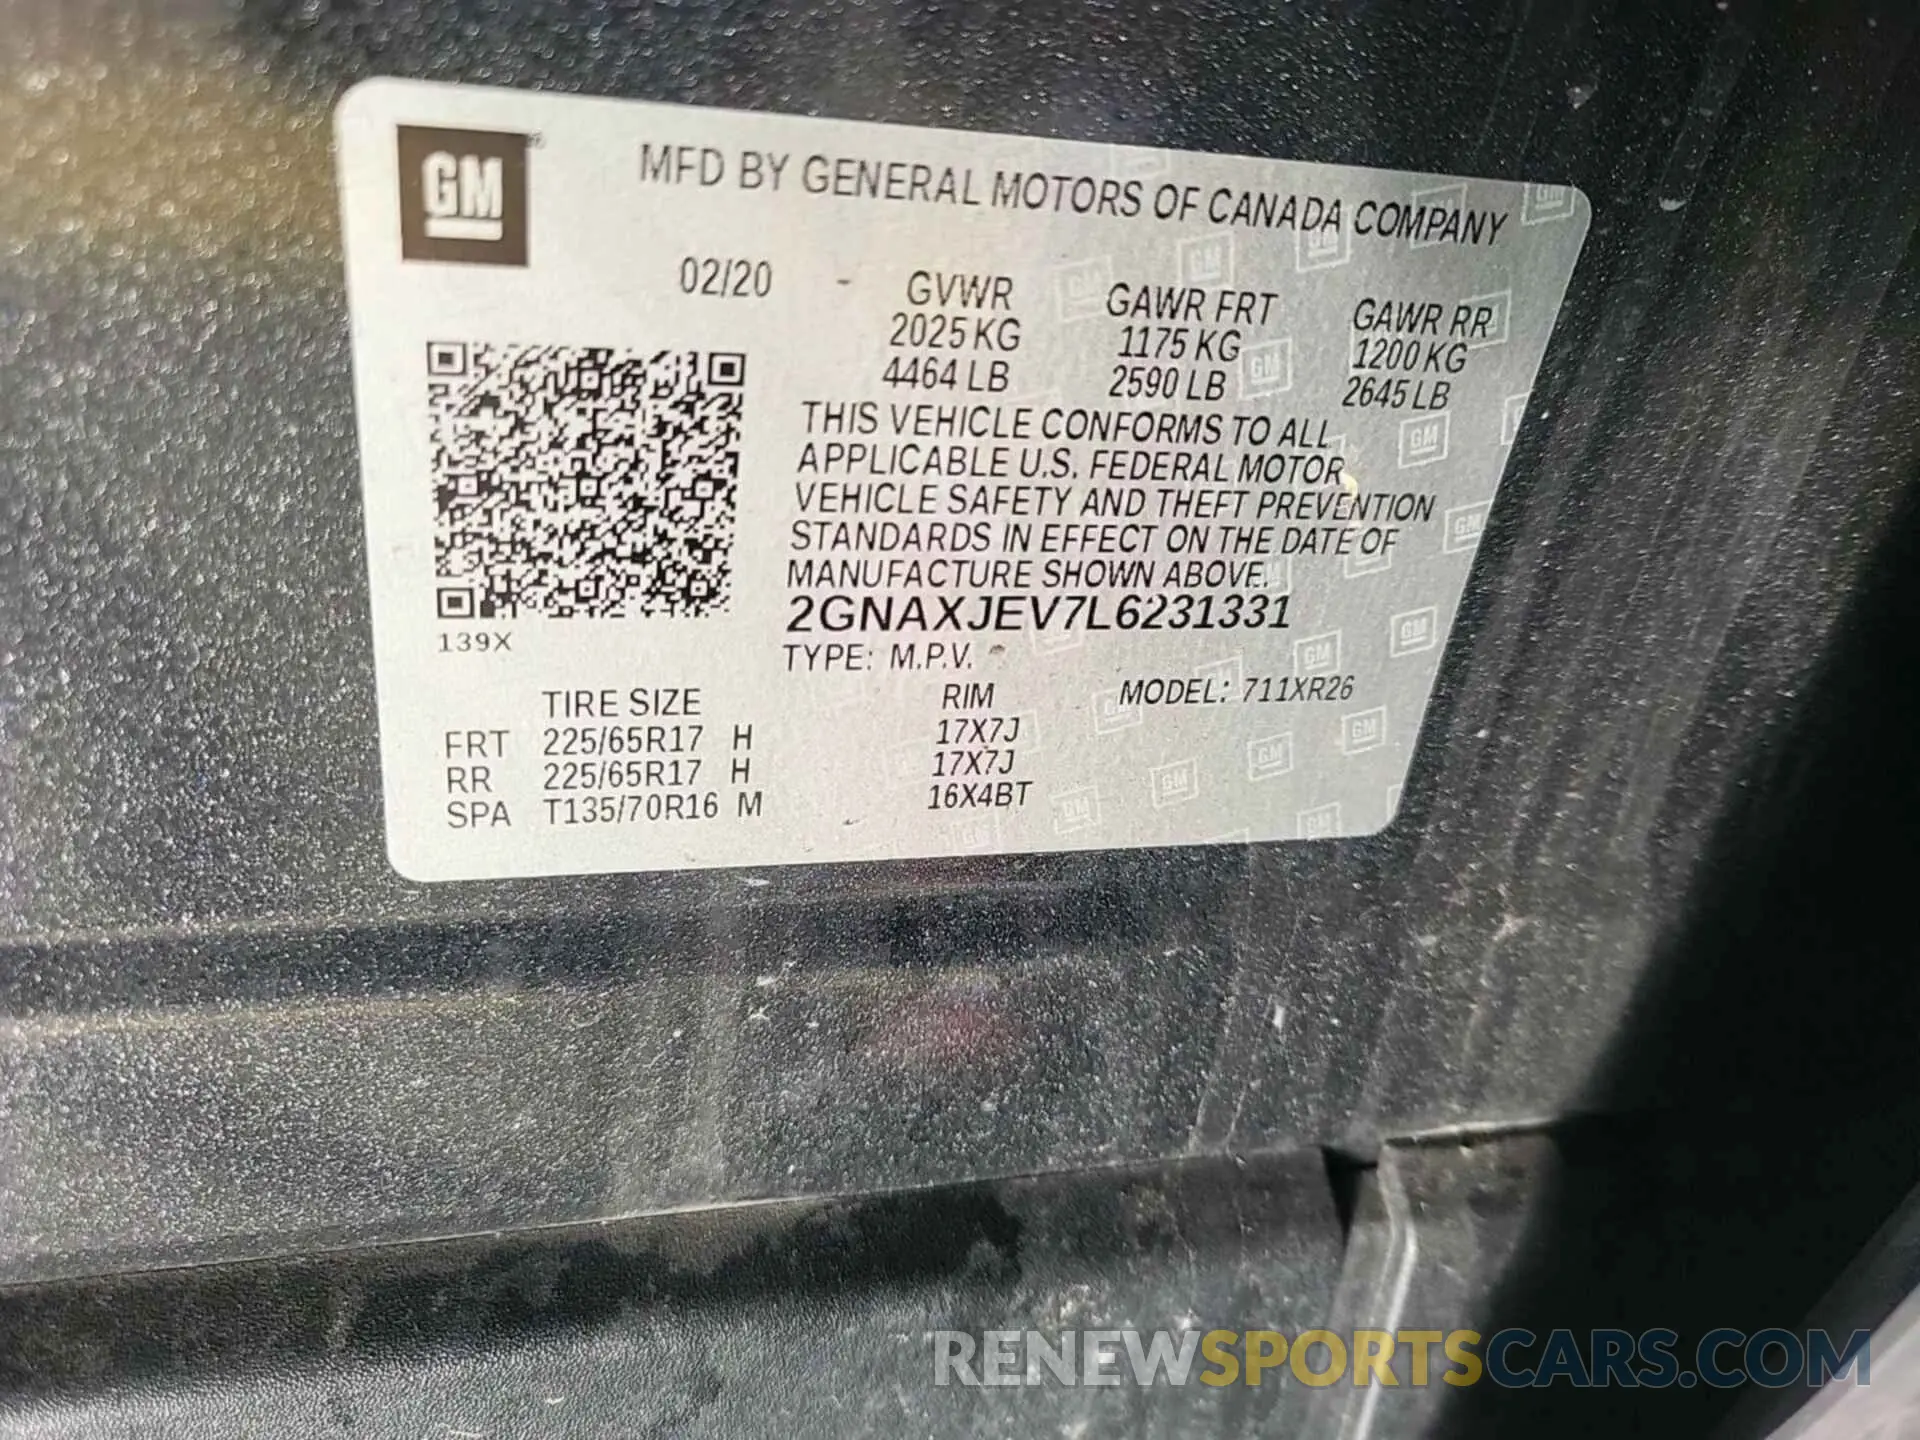 GM
MFD BY GENERAL MOTORS OF CANADA COMPANY
02/20 - GVWR GAWR FRT GAWR RR
2025 KG 1175 KG 1200 KG
4464 LB 2590 LB 2645 LB
THIS VEHICLE CONFORMS TO ALL
APPLICABLE U.S. FEDERAL MOTOR
VEHICLE SAFETY AND THEFT PREVENTION
STANDARDS IN EFFECT ON THE DATE OF
MANUFACTURE SHOWN ABOVE.
2GNAXJEV7L6231331
139X
TYPE: M.P.V.
TIRE SIZE RIM MODEL: 711XR26
FRT 225/65R17 H 17X7J
RR 225/65R17 H 17X7J
SPA T135/70R16 M 16X4BT
RENEWSPORTSCARS.COM